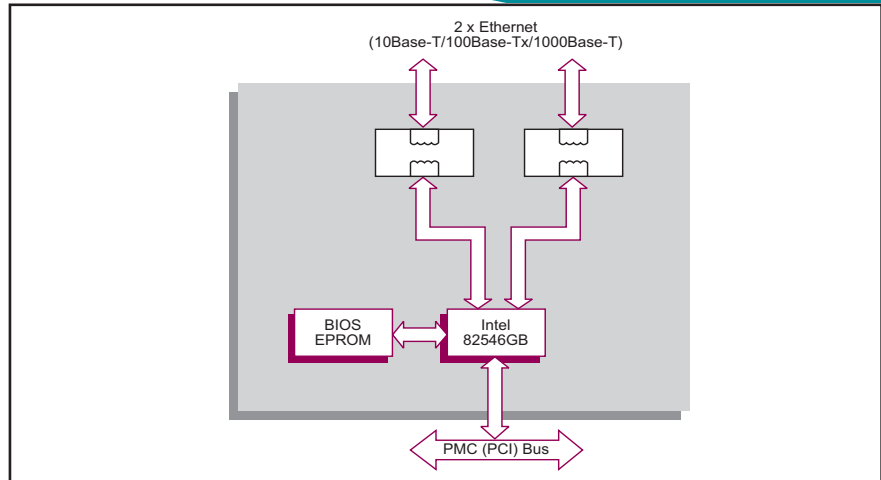 2 x Ethernet
(10Base-T/100Base-Tx/1000Base-T)
BIOS
EPROM
Intel
82546GB
PMC (PCI) Bus